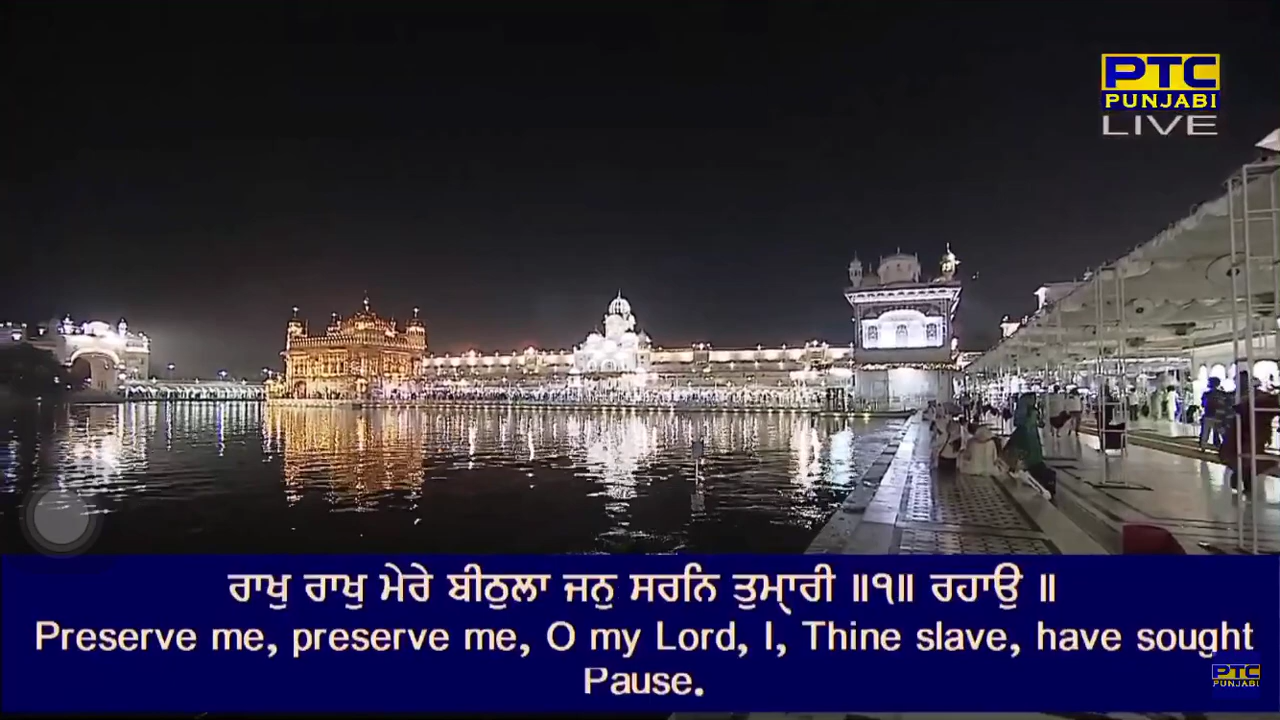 PTC
PUNJABI
LIVE
ਰਾਖੁ ਰਾਖੁ ਮੇਰੇ ਬੀਠੁਲਾ ਜਨੁ ਸਰਨਿ ਤੁਮ੍ਹਾਰੀ ॥੧॥ ਰਹਾਉ ॥
Preserve me, preserve me, O my Lord, I, Thine slave, have sought
Pause.
PTC
PUNJABI